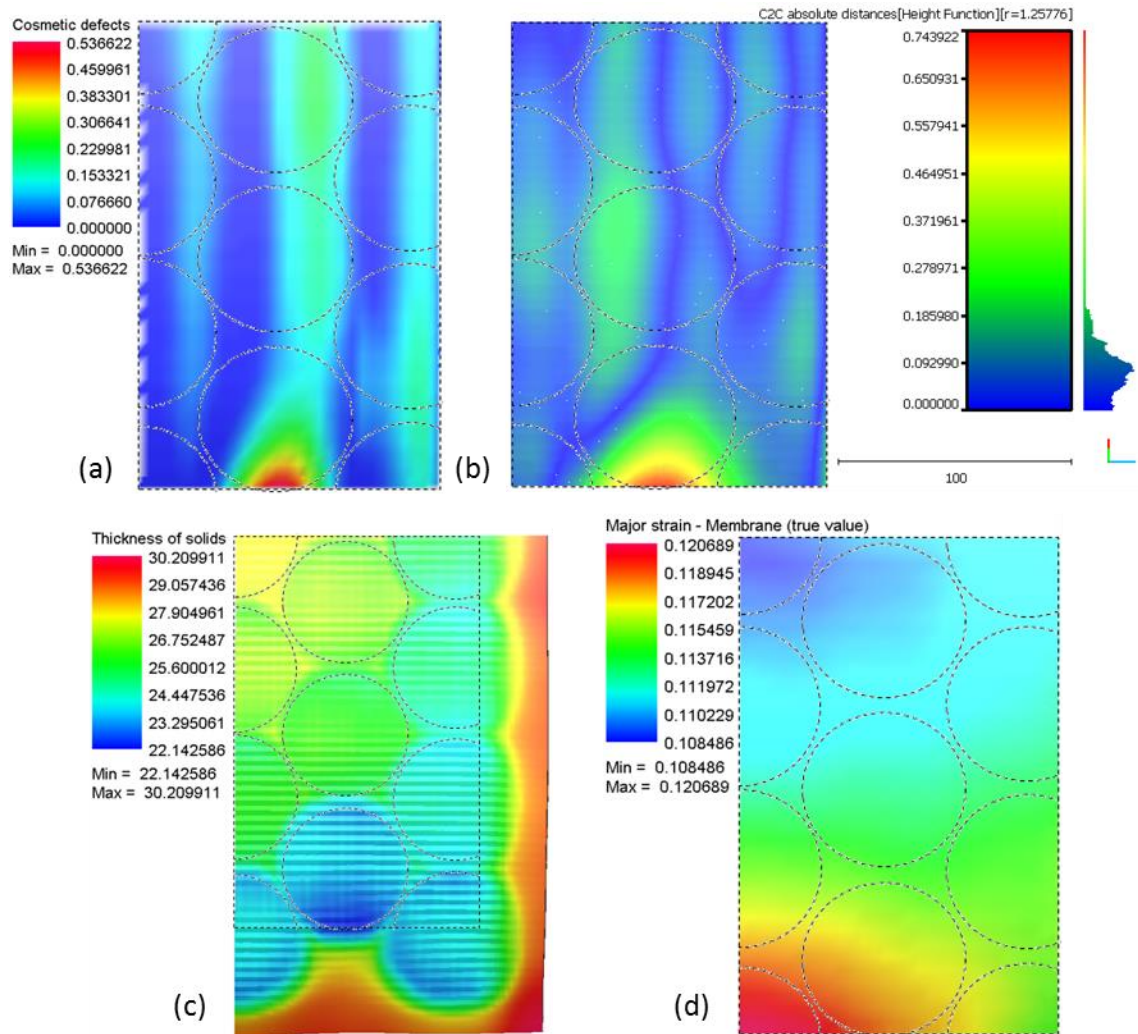 Cosmetic defects
0.536622
0.459961
0.383301
0.306641
0.229981
0.153321
0.076660
0.000000
Min = 0.000000
Max = 0.536622
(a)
(b)
C2C absolute distances[Height Function][r=1.25776]
0.743922
0.650931
0.557941
0.464951
0.371961
0.278971
0.185980
0.092990
0.000000
100
Thickness of solids
30.209911
29.057436
27.904961
26.752487
25.600012
24.447536
23.295061
22.142586
Min = 22.142586
Max = 30.209911
(c)
Major strain - Membrane (true value)
0.120689
0.118945
0.117202
0.115459
0.113716
0.111972
0.110229
0.108486
Min = 0.108486
Max = 0.120689
(d)